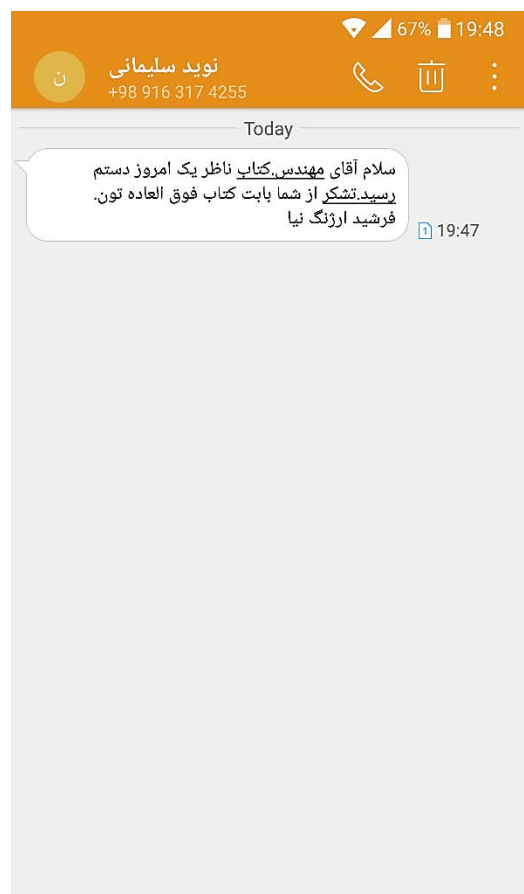 67% 19:48
ن
نوید سلیمانی
+98 916 317 4255
Today
سلام آقای مهندس.کتاب ناظر یک امروز دستم
رسید.تشکر از شما بابت کتاب فوق العاده تون.
فرشید ارژنگ نیا
1 19:47